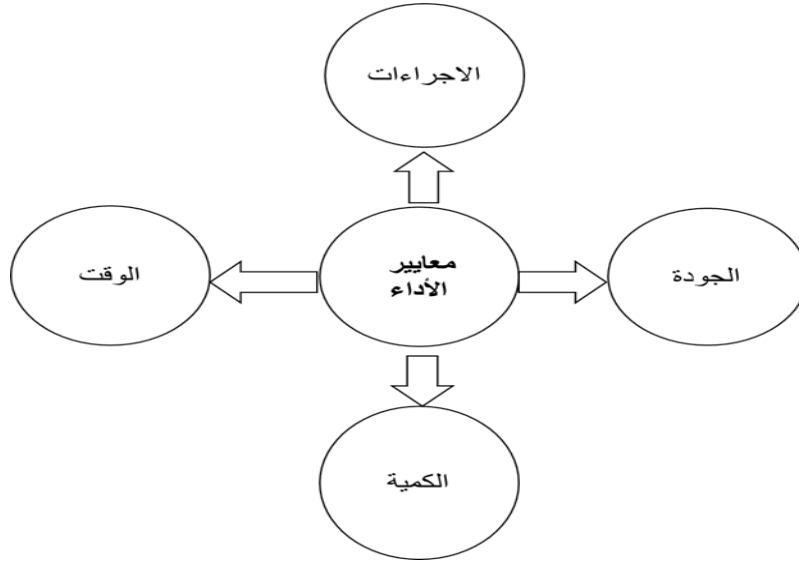 الاجراءات
الجودة
معايير
الأداء
الوقت
الكمية